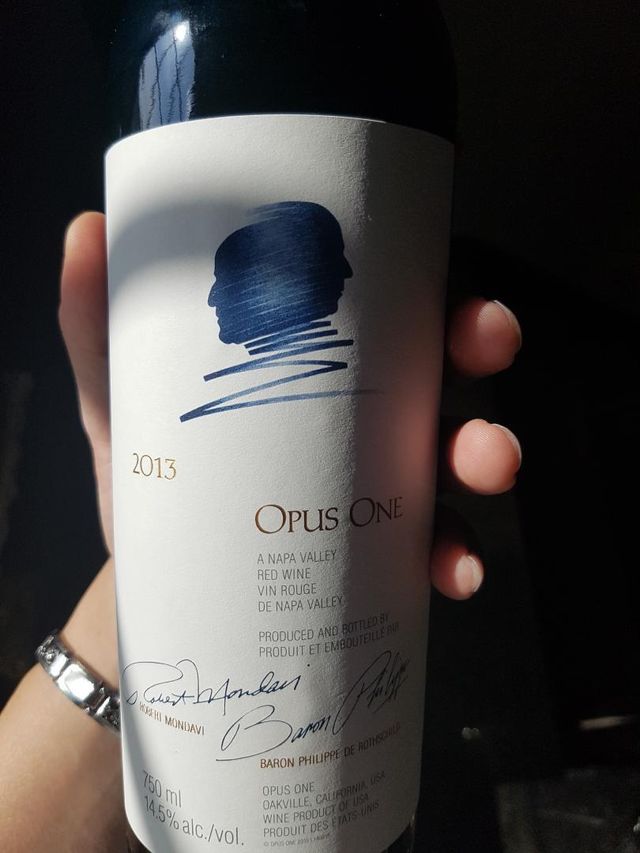 2013
OPUS ONE
A NAPA VALLEY
RED WINE
VIN ROUGE
DE NAPA VALLEY
PRODUCED AND BOTTLED BY
PRODUIT ET EMBOUTEILLÉ PAR
Robert Mondavi
ROBERT MONDAVI
Baron Philippe
BARON PHILIPPE DE ROTHSCHILD
750 ml
14.5% alc./vol.
OPUS ONE
OAKVILLE, CALIFORNIA, USA
WINE PRODUCT OF USA
PRODUIT DES ÉTATS-UNIS